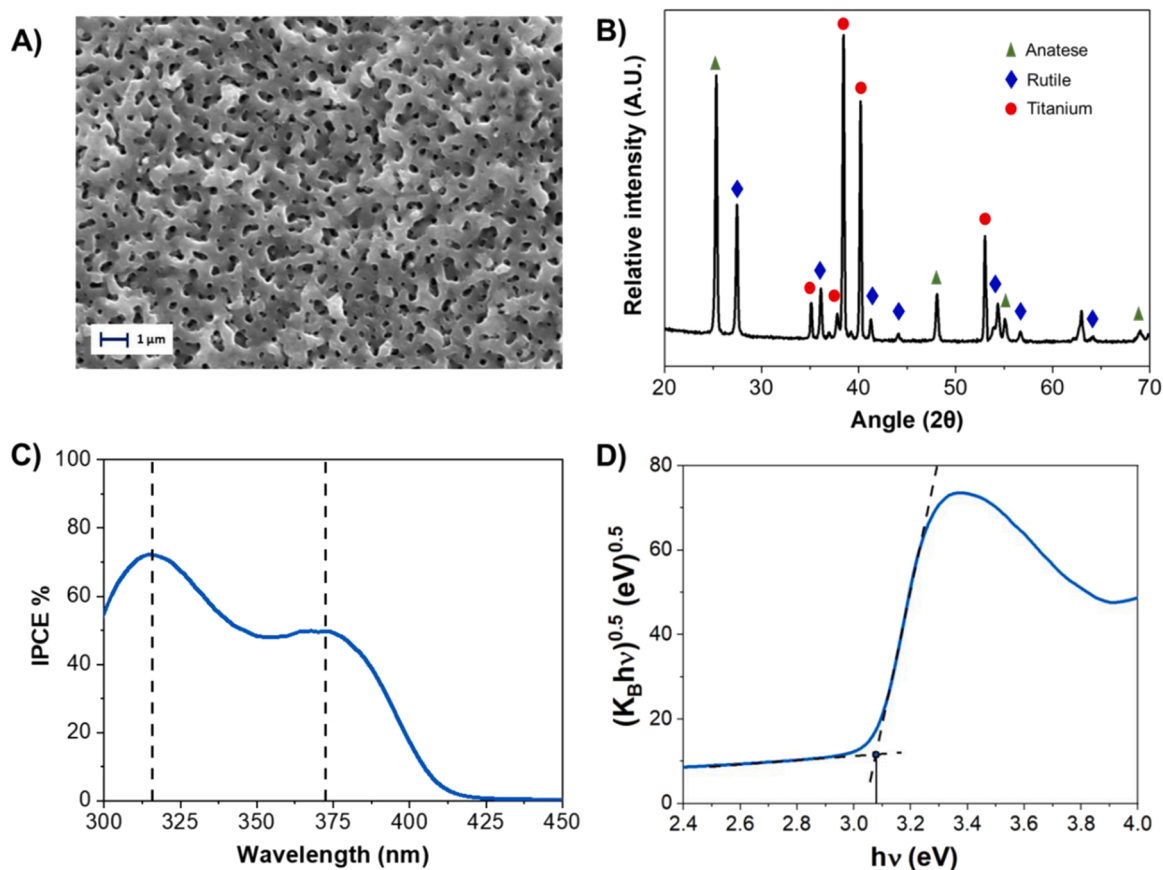 A)
1 µm
B)
Relative intensity (A.U.)
Anatese
Rutile
Titanium
20 30 40 50 60 70
Angle (2θ)
C)
IPCE %
100
80
60
40
20
0
300 325 350 375 400 425 450
Wavelength (nm)
D)
(K_Bhν)^0.5 (eV)^0.5
80
60
40
20
0
2.4 2.6 2.8 3.0 3.2 3.4 3.6 3.8 4.0
hν (eV)